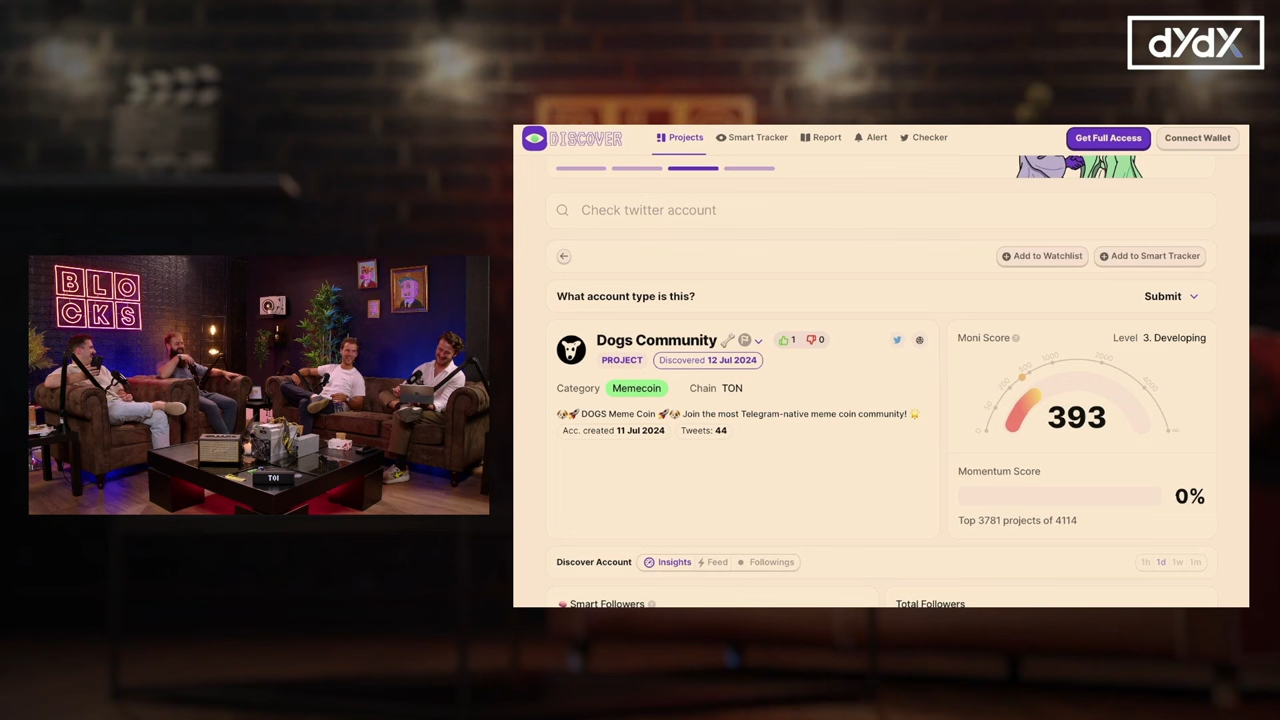 dYdX
DISCOVER
Projects
Smart Tracker
Report
Alert
Checker
Get Full Access
Connect Wallet
Check twitter account
Add to Watchlist
Add to Smart Tracker
What account type is this?
Submit
Dogs Community
1
0
PROJECT
Discovered 12 Jul 2024
Category Memecoin Chain TON
DOGS Meme Coin Join the most Telegram-native meme coin community!
Acc. created 11 Jul 2024 Tweets: 44
Moni Score
Level 3. Developing
1000
2000
4000
393
Momentum Score
0%
Top 3781 projects of 4114
Discover Account
Insights
Feed
Followings
1h 1d 1w 1m
Smart Followers
Total Followers
BLO
CKS